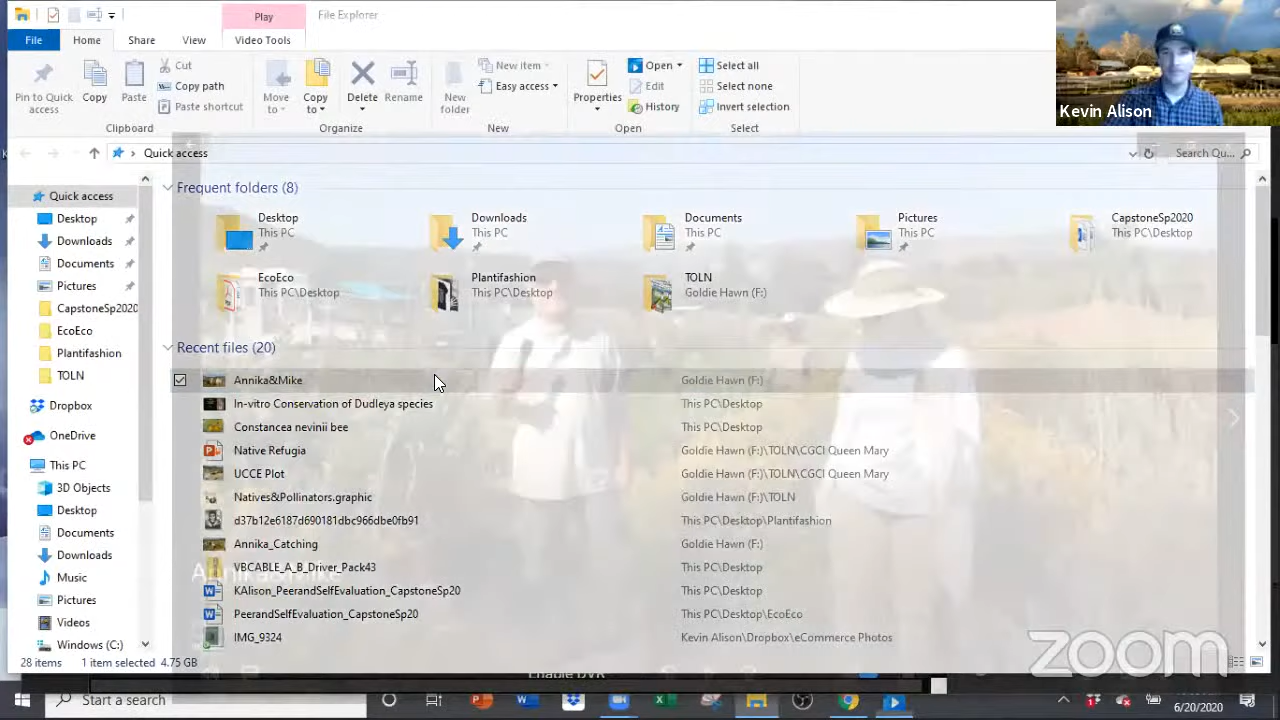 Play
File Explorer
File
Home
Share
View
Video Tools
Pin to Quick access
Copy
Paste
Cut
Copy path
Paste shortcut
Clipboard
Move to
Copy to
Delete
Rename
Organize
New folder
New item
Easy access
New
Properties
Open
Edit
History
Open
Select all
Select none
Invert selection
Select
Kevin Alison
Quick access
Search Qu...
Quick access
Desktop
Downloads
Documents
Pictures
CapstoneSp2020
EcoEco
Plantifashion
TOLN
Dropbox
OneDrive
This PC
3D Objects
Desktop
Documents
Downloads
Music
Pictures
Videos
Windows (C:)
Frequent folders (8)
Desktop
This PC
Downloads
This PC
Documents
This PC
Pictures
This PC
CapstoneSp2020
This PC\Desktop
EcoEco
This PC\Desktop
Plantifashion
This PC\Desktop
TOLN
Goldie Hawn (F:)
Recent files (20)
Annika&Mike Goldie Hawn (F:)
In-vitro Conservation of Dudleya species This PC\Desktop
Constancea nevinii bee This PC\Desktop
Native Refugia Goldie Hawn (F:)\TOLN\CGCI Queen Mary
UCCE Plot Goldie Hawn (F:)\TOLN\CGCI Queen Mary
Natives&Pollinators.graphic Goldie Hawn (F:)\TOLN
d37b12e6187d690181dbc966dbe0fb91 This PC\Desktop\Plantifashion
Annika_Catching Goldie Hawn (F:)
VBCABLE_A_B_Driver_Pack43 This PC\Desktop
Annika&Mike
KAlison_PeerandSelfEvaluation_CapstoneSp20 This PC\Desktop
PeerandSelfEvaluation_CapstoneSp20 This PC\Desktop\EcoEco
IMG_9324 Kevin Alison\Dropbox\eCommerce Photos
zoom
28 items 1 item selected 4.75 GB
Enable DVR
Start a search
6/20/2020